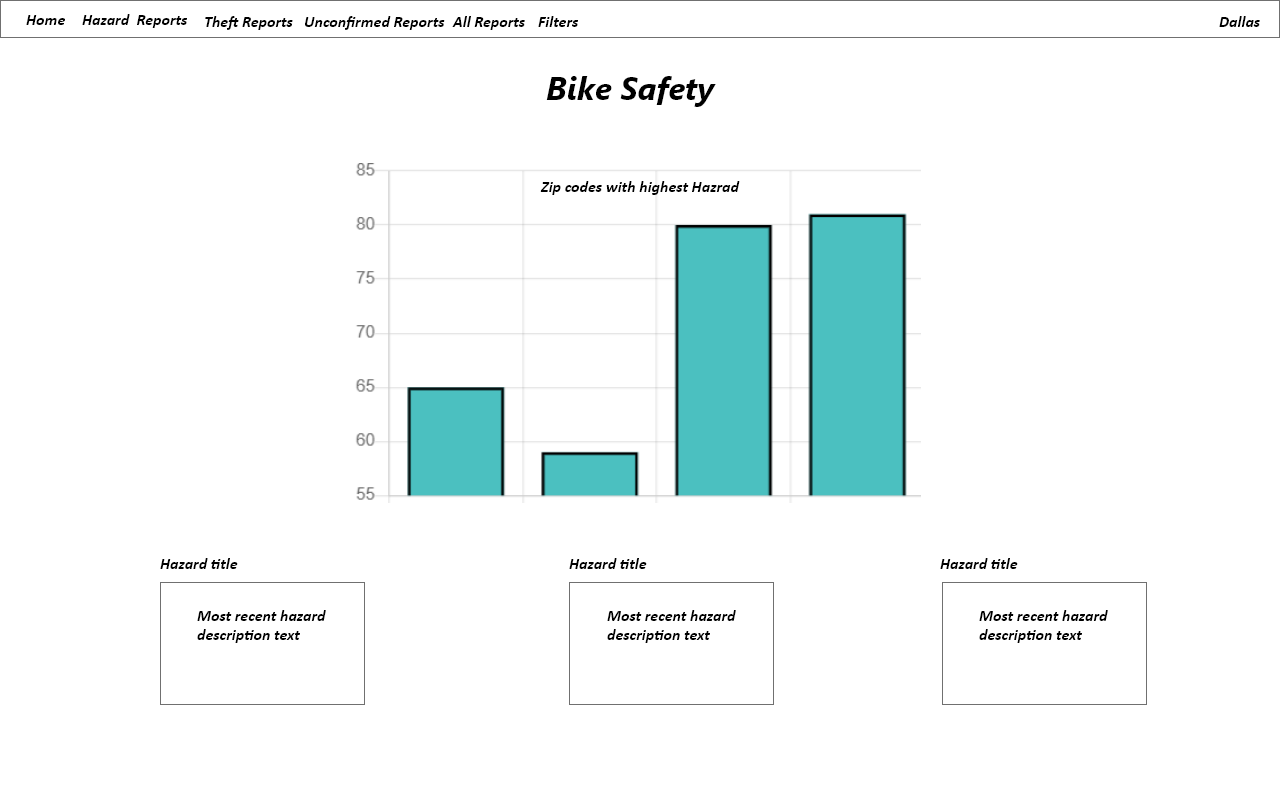 Home Hazard Reports Theft Reports Unconfirmed Reports All Reports Filters Dallas
Bike Safety
Zip codes with highest Hazrad
85
80
75
70
65
60
55
Hazard title
Most recent hazard
description text
Hazard title
Most recent hazard
description text
Hazard title
Most recent hazard
description text